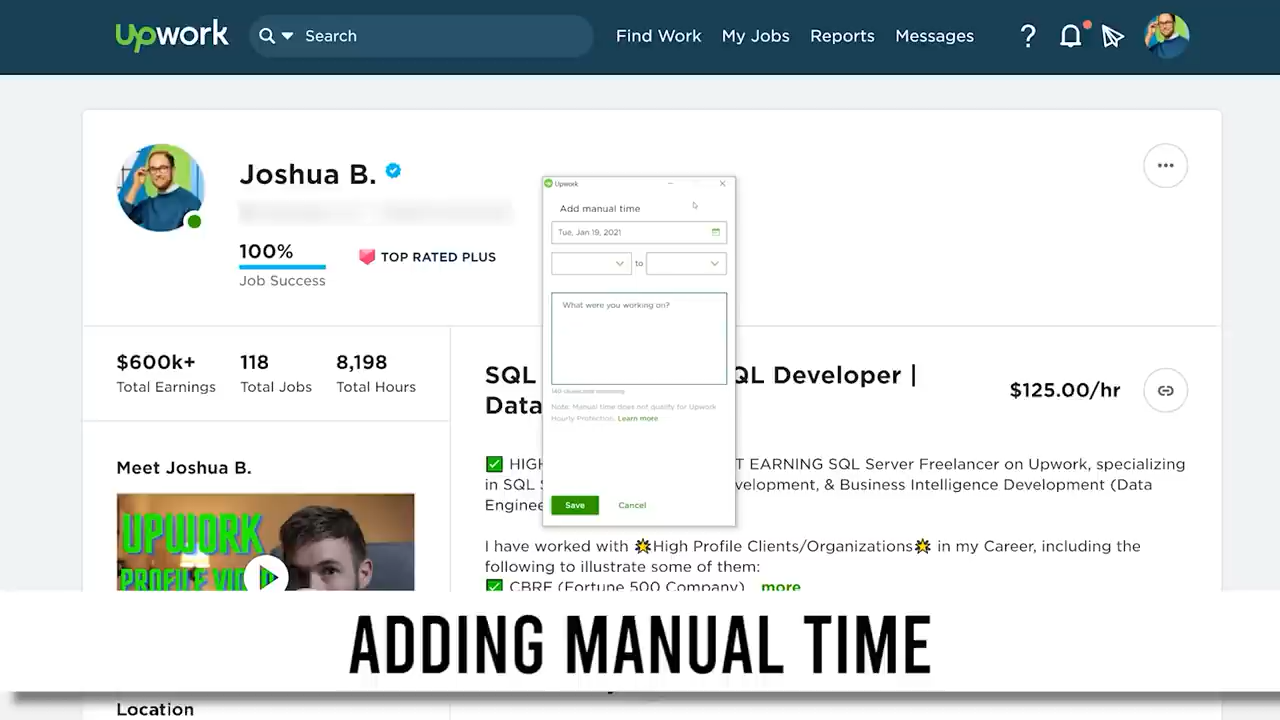 upwork
Search
Find Work
My Jobs
Reports
Messages
Joshua B.
100%
Job Success
TOP RATED PLUS
Upwork
Add manual time
Tue, Jan 19, 2021
to
What were you working on?
Note: Manual time does not qualify for Upwork
Hourly Protection. Learn more
Save
Cancel
$600k+
Total Earnings
118
Total Jobs
8,198
Total Hours
SQL QL Developer |
Data
$125.00/hr
Meet Joshua B.
UPWORK
PROFILE VID
HIGH T EARNING SQL Server Freelancer on Upwork, specializing
in SQL S velopment, & Business Intelligence Development (Data
Enginee
I have worked with 🌟High Profile Clients/Organizations🌟 in my Career, including the
following to illustrate some of them:
✅ CBRE (Fortune 500 Company) more
ADDING MANUAL TIME
Location